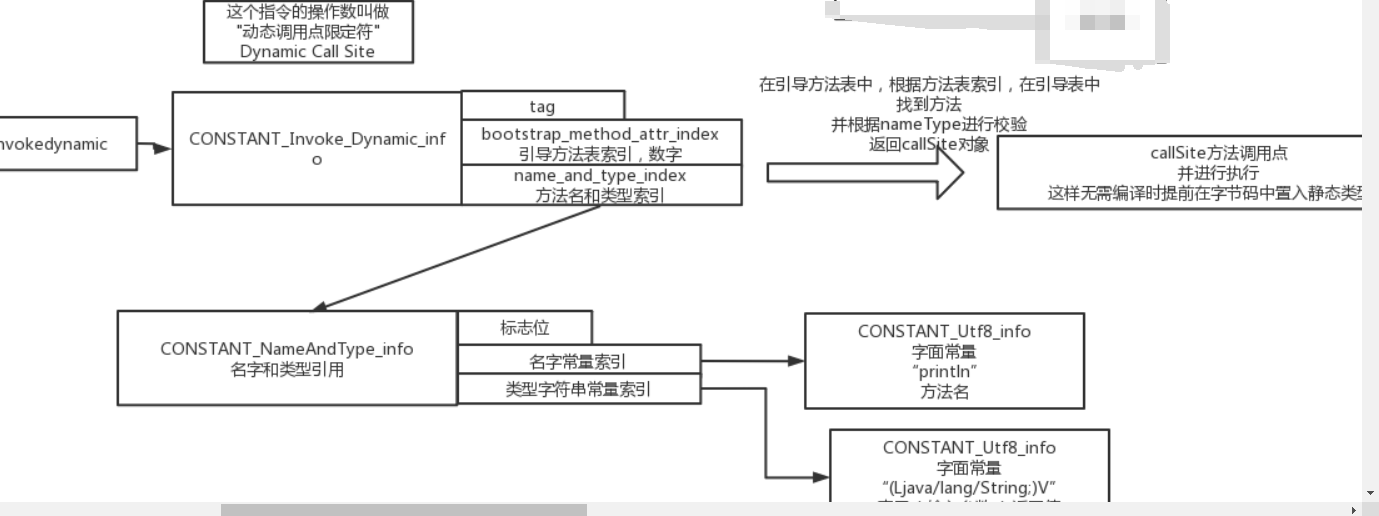 这个指令的操作数叫做
"动态调用点限定符"
Dynamic Call Site
nvokedynamic
CONSTANT_Invoke_Dynamic_inf
o
tag
bootstrap_method_attr_index
引导方法表索引，数字
name_and_type_index
方法名和类型索引
在引导方法表中，根据方法表索引，在引导表中
找到方法
并根据nameType进行校验
返回callSite对象
callSite方法调用点
并进行执行
这样无需编译时提前在字节码中置入静态类型
CONSTANT_NameAndType_info
名字和类型引用
标志位
名字常量索引
类型字符串常量索引
CONSTANT_Utf8_info
字面常量
“println”
方法名
CONSTANT_Utf8_info
字面常量
“(Ljava/lang/String;)V”